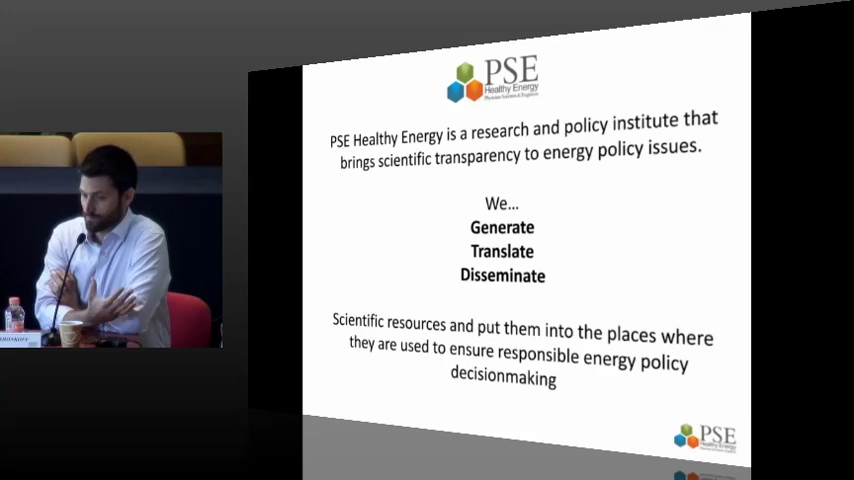 PSE
Healthy Energy
PSE Healthy Energy is a research and policy institute that
brings scientific transparency to energy policy issues.
We...
Generate
Translate
Disseminate
Scientific resources and put them into the places where
they are used to ensure responsible energy policy
decisionmaking
PSE
Healthy Energy